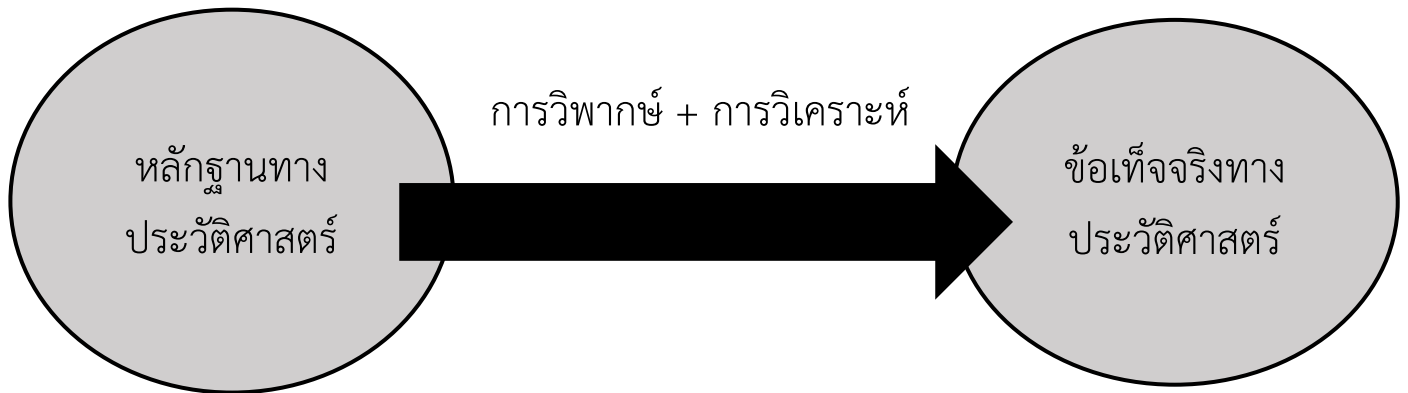 การวิพากษ์ + การวิเคราะห์
หลักฐานทาง
ประวัติศาสตร์
ข้อเท็จจริงทาง
ประวัติศาสตร์